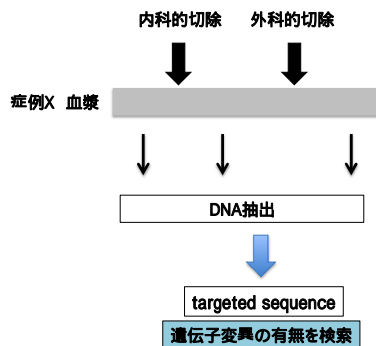 内科的切除 外科的切除
症例X 血漿
DNA抽出
targeted sequence
遺伝子変異の有無を検索